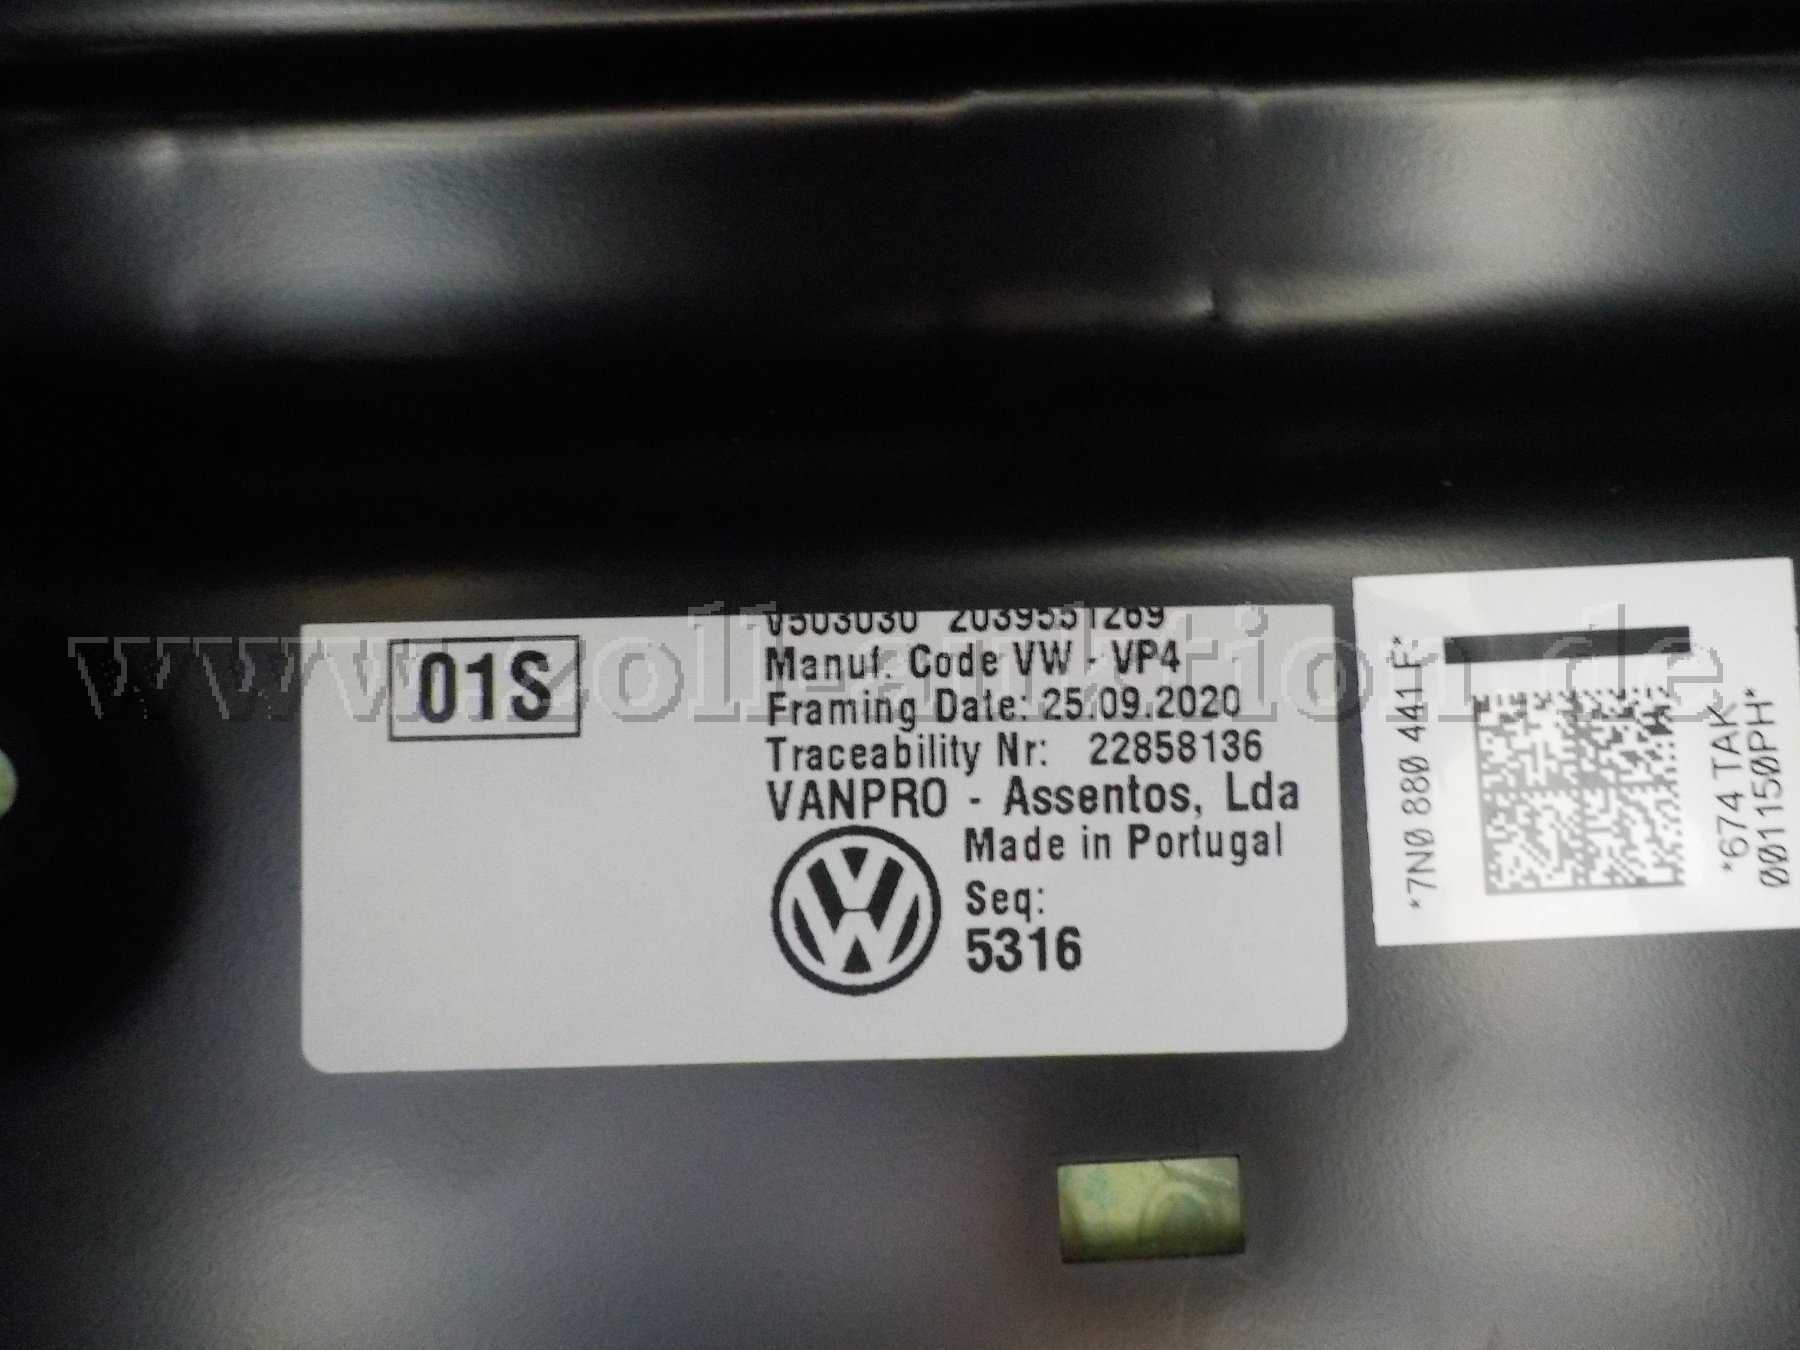 01S
V503030 2039551269
Manuf. Code VW - VP4
Framing Date: 25.09.2020
Traceability Nr: 22858136
VANPRO - Assentos, Lda
Made in Portugal
Seq:
5316
*7N0 880 441 F*
*674 TAK
001150PH*
www.zoll-auktion.de